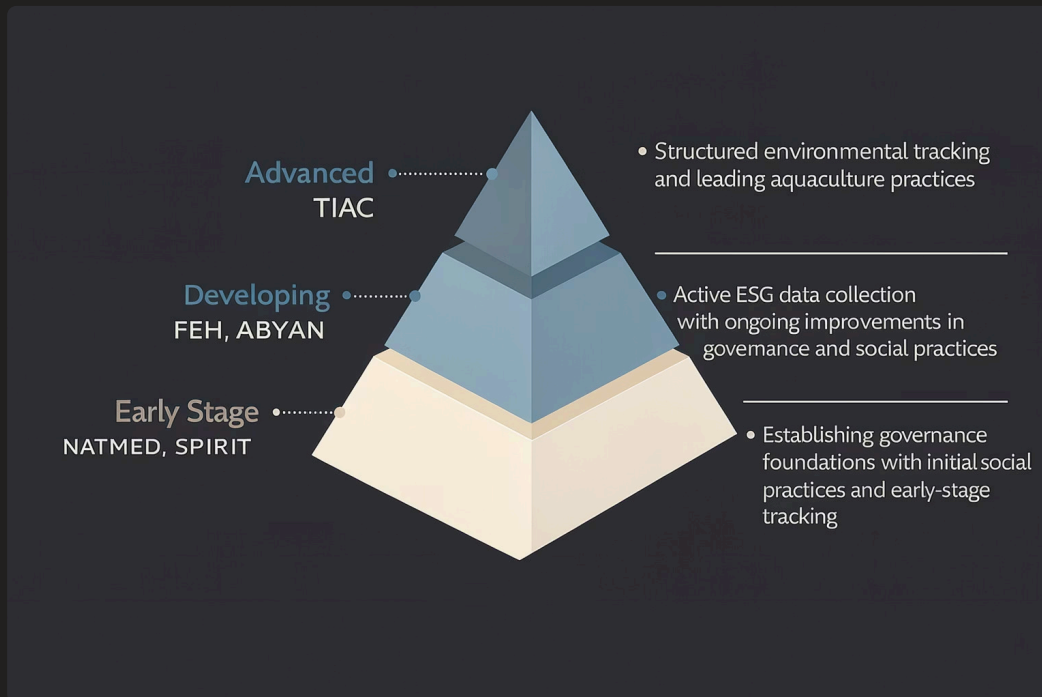 Advanced
TIAC
Structured environmental tracking
and leading aquaculture practices
Developing
FEH, ABYAN
Active ESG data collection
with ongoing improvements in
governance and social practices
Early Stage
NATMED, SPIRIT
Establishing governance
foundations with initial social
practices and early-stage
tracking